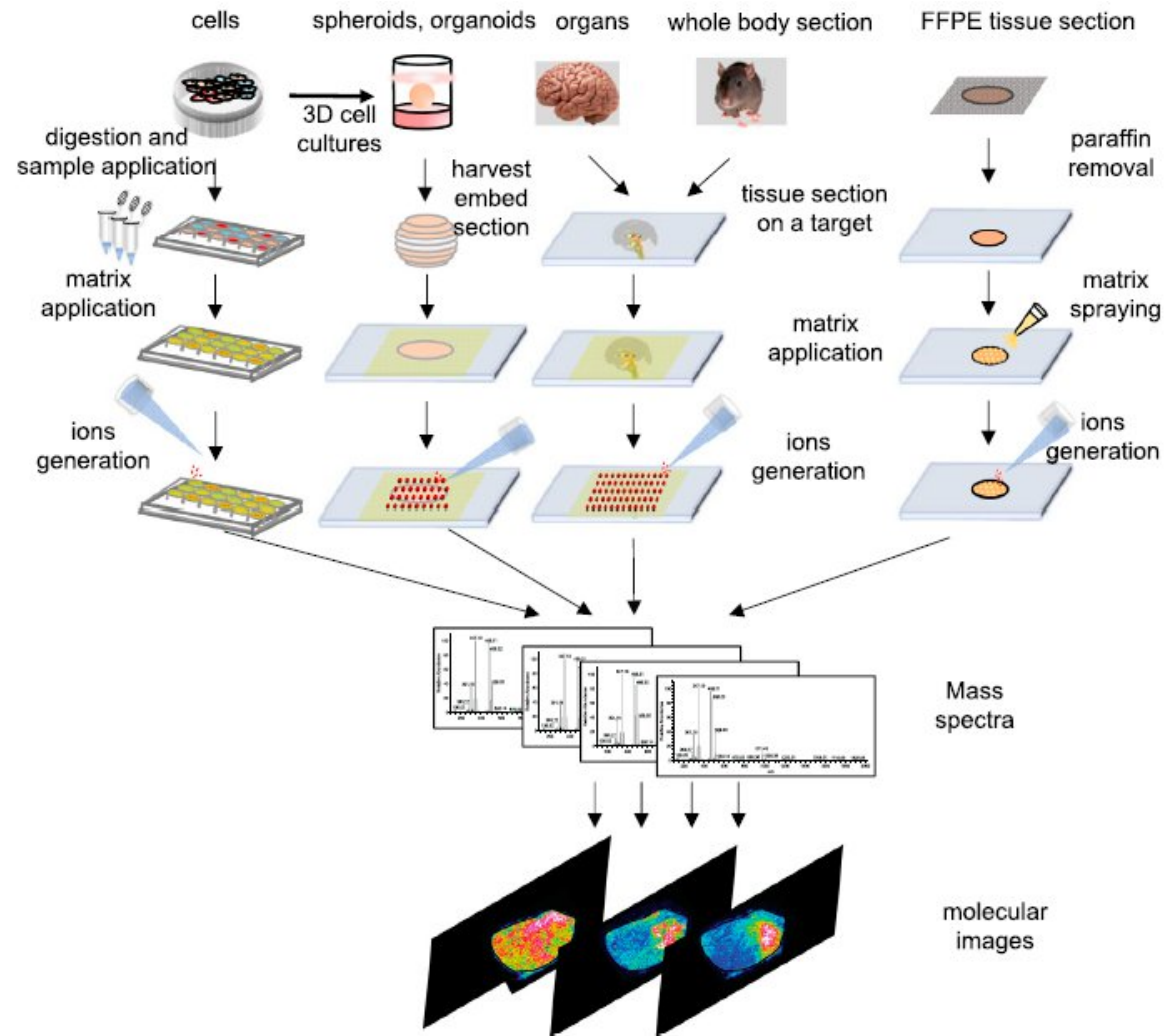 cells
spheroids, organoids
organs
whole body section
FFPE tissue section
3D cell
cultures
digestion and
sample application
harvest
embed
section
tissue section
on a target
paraffin
removal
matrix
application
matrix
application
matrix
spraying
ions
generation
ions
generation
ions
generation
Mass
spectra
molecular
images